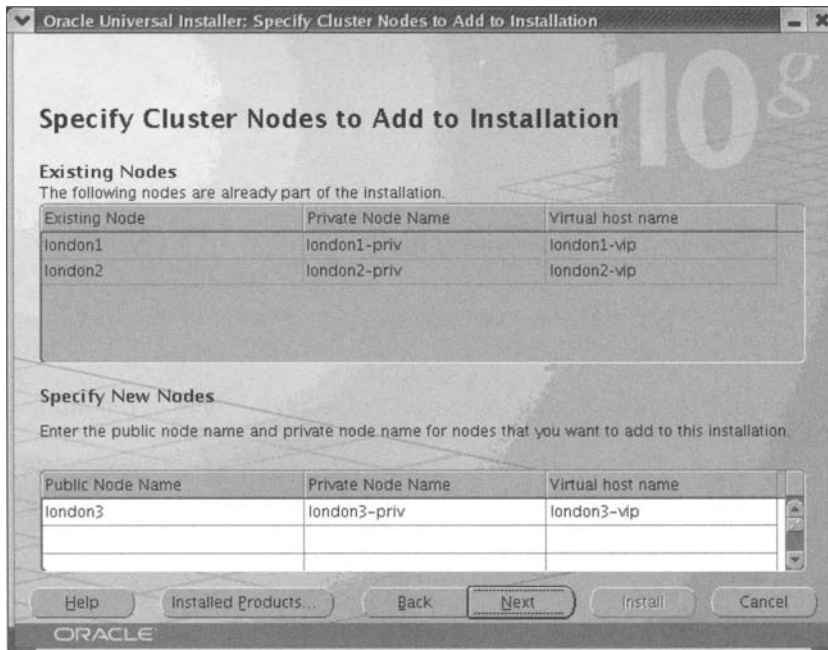 Oracle Universal Installer: Specify Cluster Nodes to Add to Installation
10g
Specify Cluster Nodes to Add to Installation
Existing Nodes
The following nodes are already part of the installation.
Existing Node Private Node Name Virtual host name
london1 london1-priv london1-vip
london2 london2-priv london2-vip
Specify New Nodes
Enter the public node name and private node name for nodes that you want to add to this installation.
Public Node Name Private Node Name Virtual host name
london3 london3-priv london3-vip
Help Installed Products... Back Next Install Cancel
ORACLE